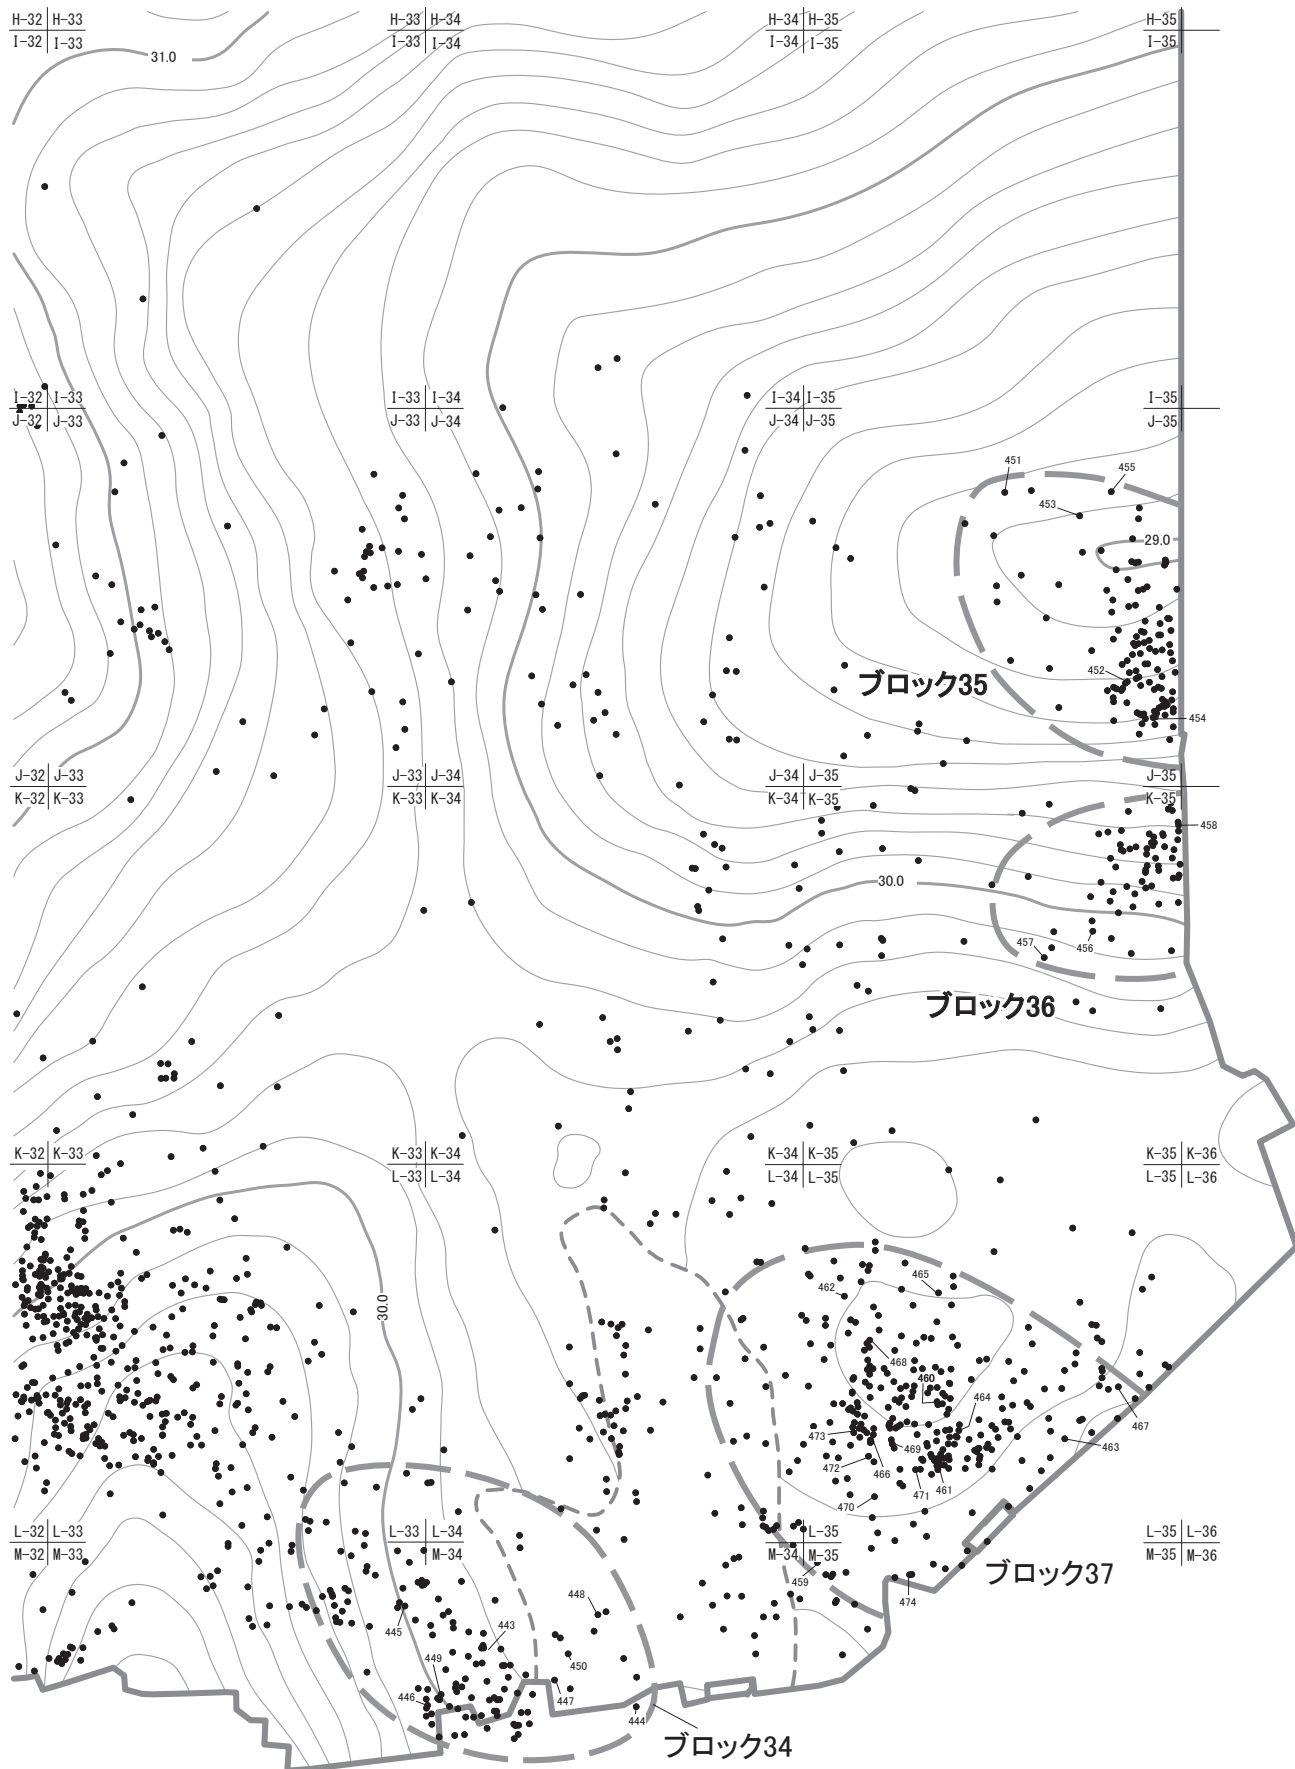 H-32 H-33
I-32 I-33
H-33 H-34
I-33 I-34
H-34 H-35
I-34 I-35
H-35
I-35
31.0
I-32 I-33
J-32 J-33
I-33 I-34
J-33 J-34
I-34 I-35
J-34 J-35
I-35
J-35
451
455
453
29.0
452
ブロック35
454
J-32 J-33
K-32 K-33
J-33 J-34
K-33 K-34
J-34 J-35
K-34 K-35
J-35
K-35
458
30.0
457
456
ブロック36
K-32 K-33
K-33 K-34
L-33 L-34
K-34 K-35
L-34 L-35
K-35 K-36
L-35 L-36
465
462
30.0
468
460
464
467
473
469
463
472
466
471
461
470
L-32 L-33
M-32 M-33
L-33 L-34
M-34
L-35
M-34 M-35
L-35 L-36
M-35 M-36
459
ブロック37
474
448
445
443
449
450
446
447
444
ブロック34